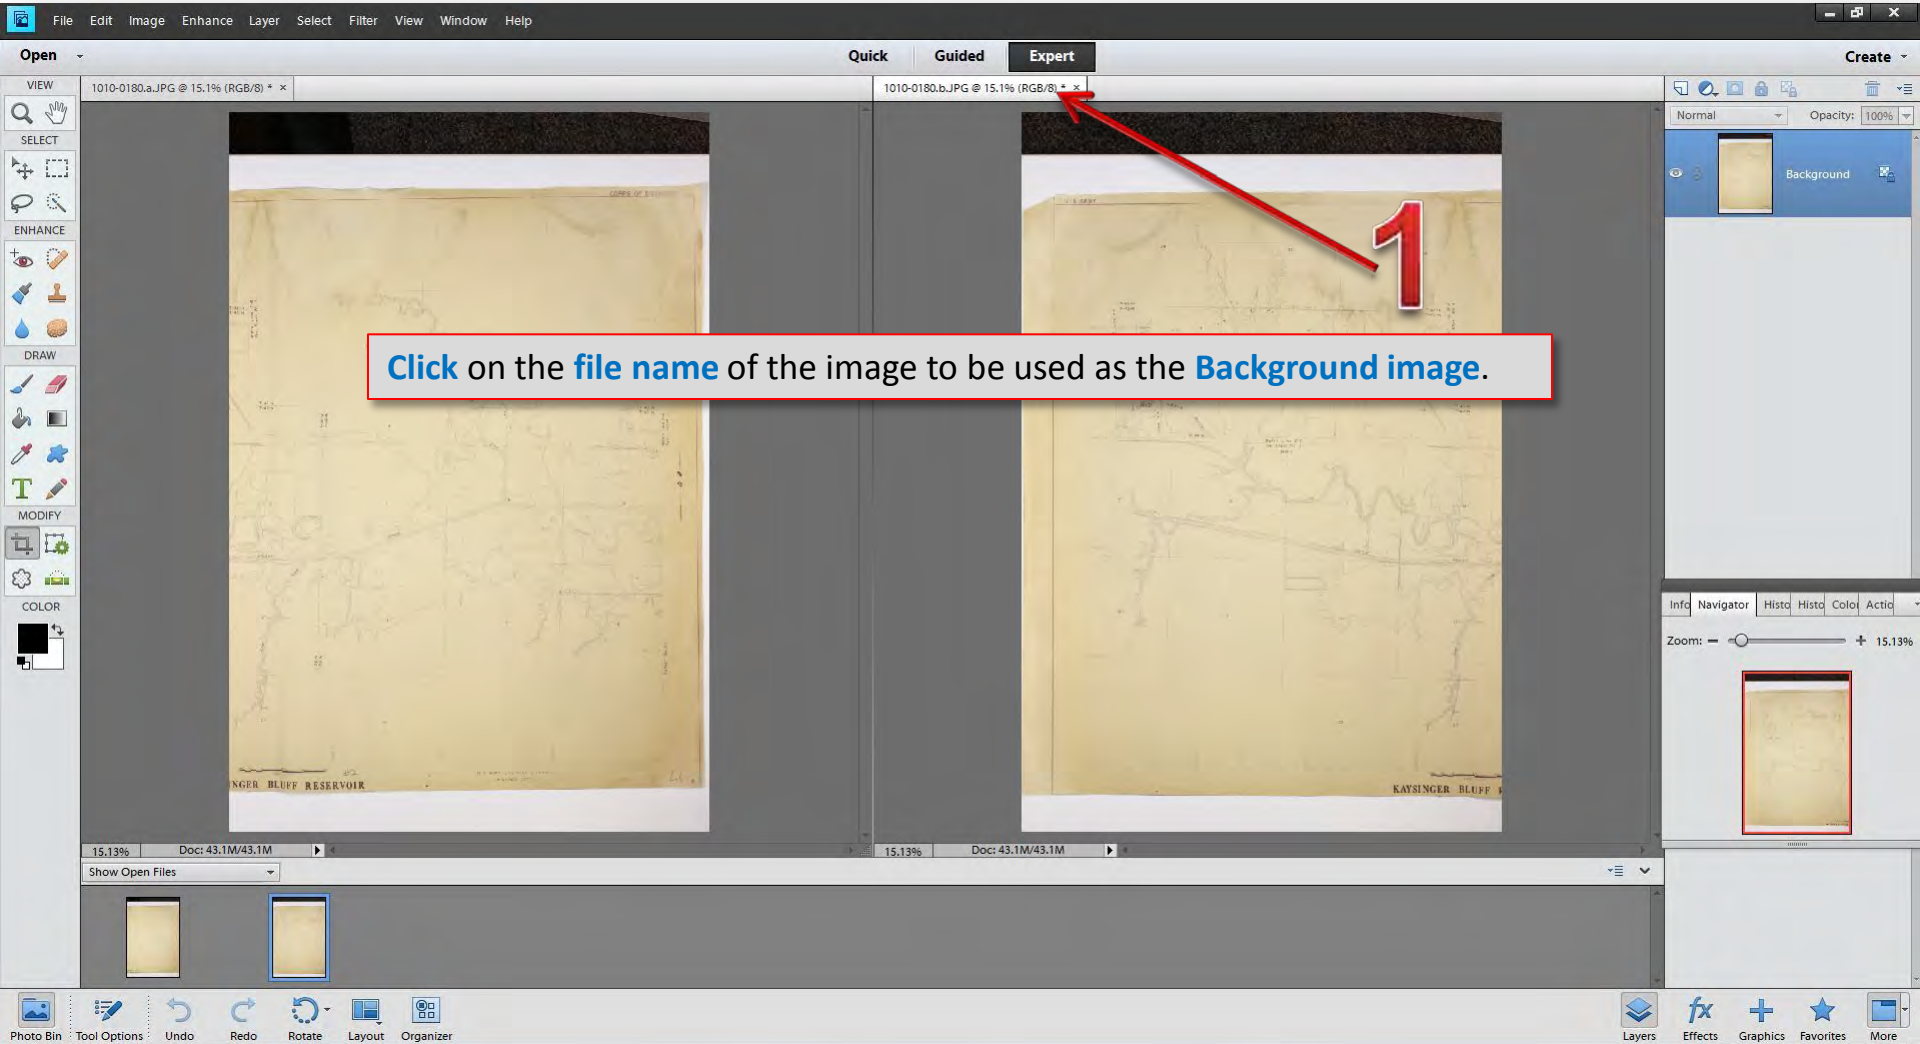 File Edit Image Enhance Layer Select Filter View Window Help
Open Quick Guided Expert Create
VIEW
1010-0180.a.JPG @ 15.1% (RGB/8) * ×
1010-0180.b.JPG @ 15.1% (RGB/8) * ×
Normal Opacity: 100%
SELECT
Background
ENHANCE
1
DRAW
Click on the file name of the image to be used as the Background image.
T
MODIFY
COLOR
Info Navigator Histo Histo Color Actio
Zoom: 15.13%
NGER BLUFF RESERVOIR
KAYSINGER BLUFF
15.13% Doc: 43.1M/43.1M
15.13% Doc: 43.1M/43.1M
Show Open Files
Photo Bin Tool Options Undo Redo Rotate Layout Organizer
Layers fx Effects Graphics Favorites More